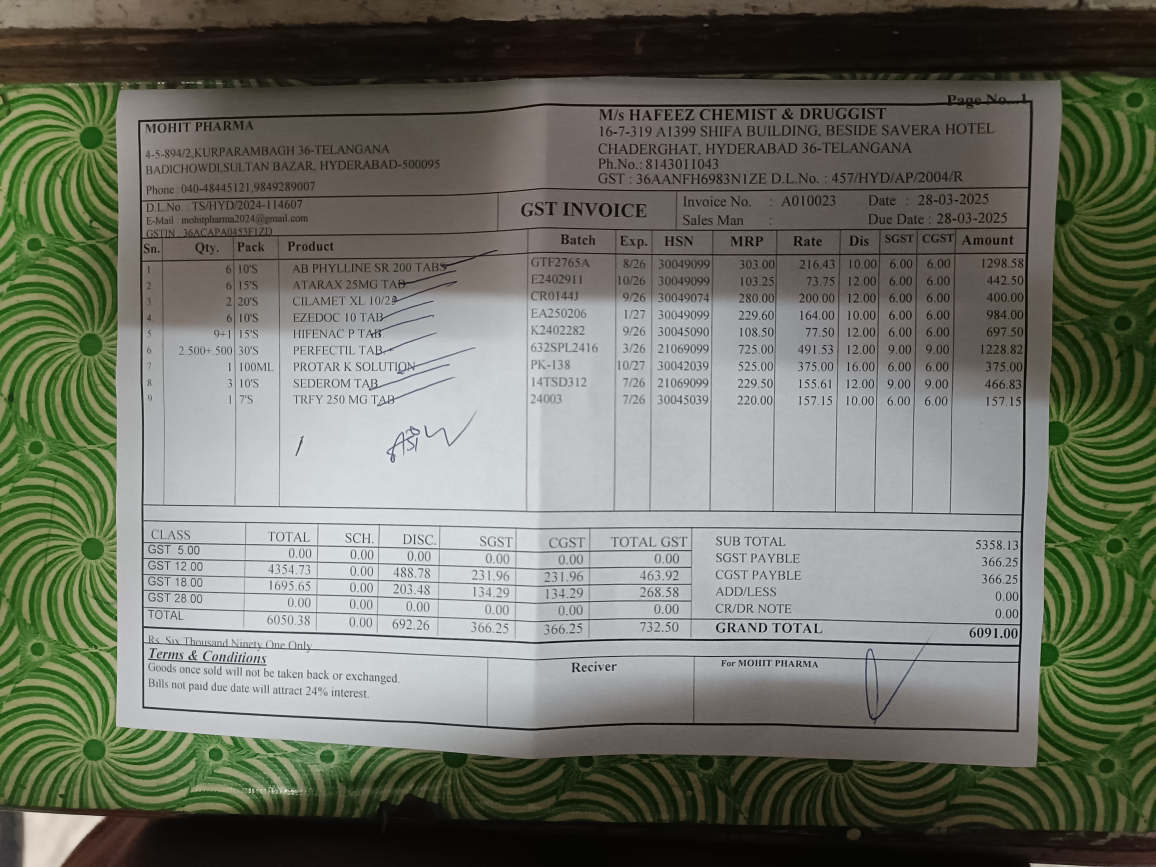 Page No...1
MOHIT PHARMA
4-5-894/2,KURPARAMBAGH 36-TELANGANA
BADICHOWDI,SULTAN BAZAR, HYDERABAD-500095
Phone : 040-48445121,9849289007
D.L.No. TS/HYD/2024-114607
E-Mail mohitpharma2024@gmail.com
GSTIN 36ACAPA0453F1ZD
M/s HAFEEZ CHEMIST & DRUGGIST
16-7-319 A1399 SHIFA BUILDING, BESIDE SAVERA HOTEL
CHADERGHAT, HYDERABAD 36-TELANGANA
Ph.No.: 8143011043
GST : 36AANFH6983N1ZE D.L.No. : 457/HYD/AP/2004/R
GST INVOICE
Invoice No. : A010023 Date : 28-03-2025
Sales Man : Due Date : 28-03-2025
Sn. Qty. Pack Product Batch Exp. HSN MRP Rate Dis SGST CGST Amount
1 6 10'S AB PHYLLINE SR 200 TABS GTF2765A 8/26 30049099 303.00 216.43 10.00 6.00 6.00 1298.58
2 6 15'S ATARAX 25MG TAB E2402911 10/26 30049099 103.25 73.75 12.00 6.00 6.00 442.50
3 2 20'S CILAMET XL 10/25 CR0144J 9/26 30049074 280.00 200.00 12.00 6.00 6.00 400.00
4 6 10'S EZEDOC 10 TAB EA250206 1/27 30049099 229.60 164.00 10.00 6.00 6.00 984.00
5 9+1 15'S HIFENAC P TAB K2402282 9/26 30045090 108.50 77.50 12.00 6.00 6.00 697.50
6 2.500+.500 30'S PERFECTIL TAB 632SPL2416 3/26 21069099 725.00 491.53 12.00 9.00 9.00 1228.82
7 1 100ML PROTAR K SOLUTION PK-138 10/27 30042039 525.00 375.00 16.00 6.00 6.00 375.00
8 3 10'S SEDEROM TAB 14TSD312 7/26 21069099 229.50 155.61 12.00 9.00 9.00 466.83
9 1 7'S TRFY 250 MG TAB 24003 7/26 30045039 220.00 157.15 10.00 6.00 6.00 157.15
CLASS TOTAL SCH. DISC. SGST CGST TOTAL GST
GST 5.00 0.00 0.00 0.00 0.00 0.00 0.00
GST 12.00 4354.73 0.00 488.78 231.96 231.96 463.92
GST 18.00 1695.65 0.00 203.48 134.29 134.29 268.58
GST 28.00 0.00 0.00 0.00 0.00 0.00 0.00
TOTAL 6050.38 0.00 692.26 366.25 366.25 732.50
SUB TOTAL 5358.13
SGST PAYBLE 366.25
CGST PAYBLE 366.25
ADD/LESS 0.00
CR/DR NOTE 0.00
GRAND TOTAL 6091.00
Rs. Six Thousand Ninety One Only
Terms & Conditions
Goods once sold will not be taken back or exchanged.
Bills not paid due date will attract 24% interest.
Reciver
For MOHIT PHARMA